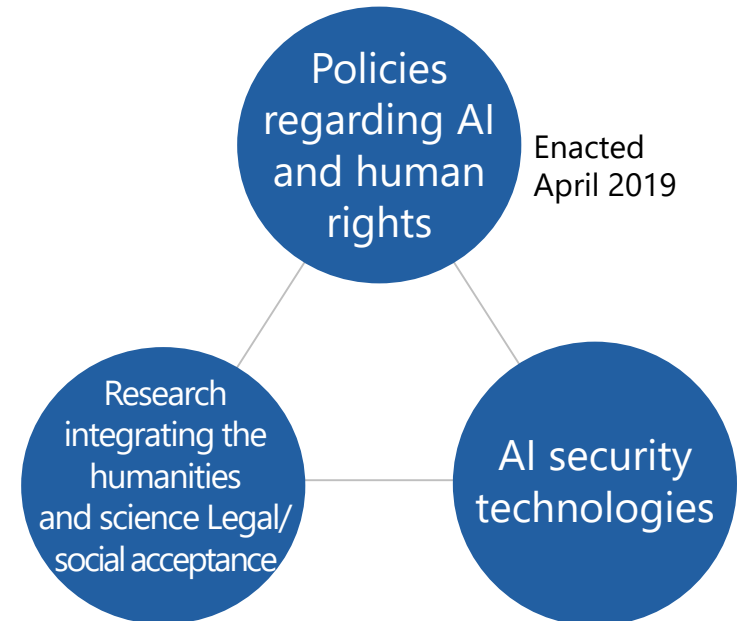 Policies
regarding AI
and human
rights
Enacted
April 2019
Research
integrating the
humanities
and science Legal/
social acceptance
AI security
technologies